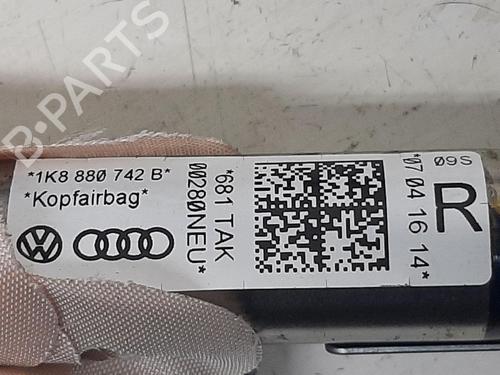 *1K8 880 742 B*
*Kopfairbag*
*681 TAK
00280NEU*
R
09S
*07 04 16 14*
B-PARTS